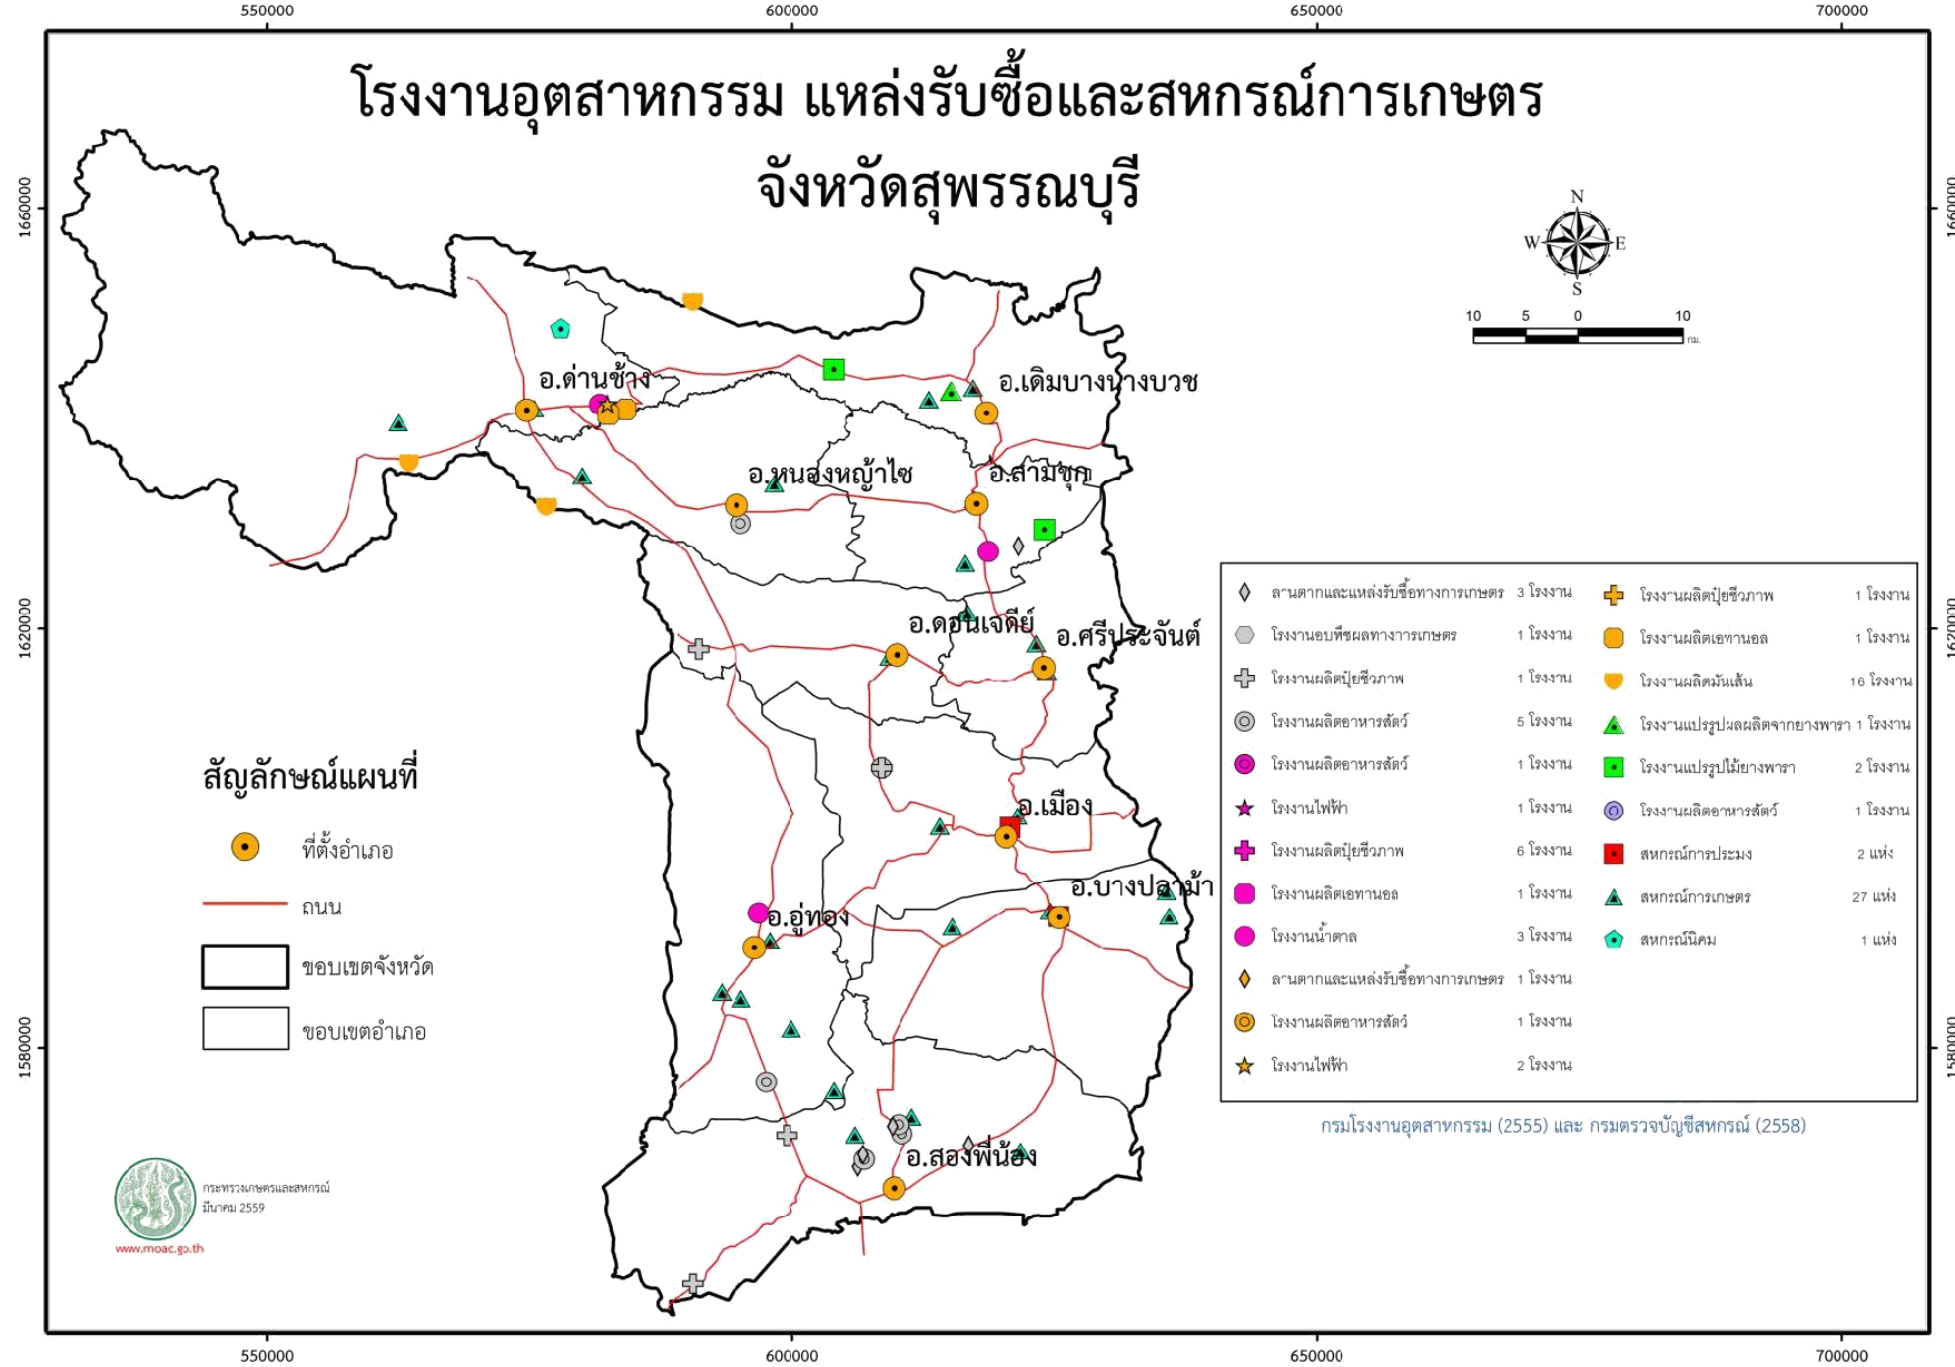 550000 600000 650000 700000
โรงงานอุตสาหกรรม แหล่งรับซื้อและสหกรณ์การเกษตร
จังหวัดสุพรรณบุรี
1660000
1660000
N
W E
S
10 5 0 10
กม.
อ.ด่านช้าง
อ.เดิมบางนางบวช
อ.หนองหญ้าไซ
อ.สามชุก
1620000
1620000
อ.ดอนเจดีย์
อ.ศรีประจันต์
อ.เมือง
อ.บางปลาม้า
อ.อู่ทอง
อ.สองพี่น้อง
1580000
1580000
สัญลักษณ์แผนที่
ที่ตั้งอำเภอ
ถนน
ขอบเขตจังหวัด
ขอบเขตอำเภอ
ลานตากและแหล่งรับซื้อทางการเกษตร 3 โรงงาน
โรงงานอบพืชผลทางาารเกษตร 1 โรงงาน
โรงงานผลิตปุ๋ยชีวภาพ 1 โรงงาน
โรงงานผลิตอาหารสัตว์ 5 โรงงาน
โรงงานผลิตอาหารสัตว์ 1 โรงงาน
โรงงานไฟฟ้า 1 โรงงาน
โรงงานผลิตปุ๋ยชีวภาพ 6 โรงงาน
โรงงานผลิตเอทานอล 1 โรงงาน
โรงงานน้ำตาล 3 โรงงาน
ลานตากและแหล่งรับซื้อทางการเกษตร 1 โรงงาน
โรงงานผลิตอาหารสัตว์ 1 โรงงาน
โรงงานไฟฟ้า 2 โรงงาน
โรงงานผลิตปุ๋ยชีวภาพ 1 โรงงาน
โรงงานผลิตเอทานอล 1 โรงงาน
โรงงานผลิตมันเส้น 16 โรงงาน
โรงงานแปรรูปผลผลิตจากยางพารา 1 โรงงาน
โรงงานแปรรูปไม้ยางพารา 2 โรงงาน
โรงงานผลิตอาหารสัตว์ 1 โรงงาน
สหกรณ์การประมง 2 แห่ง
สหกรณ์การเกษตร 27 แห่ง
สหกรณ์นิคม 1 แห่ง
กรมโรงงานอุตสาหกรรม (2555) และ กรมตรวจบัญชีสหกรณ์ (2558)
กระทรวงเกษตรและสหกรณ์
มีนาคม 2559
www.moac.go.th
550000 600000 650000 700000